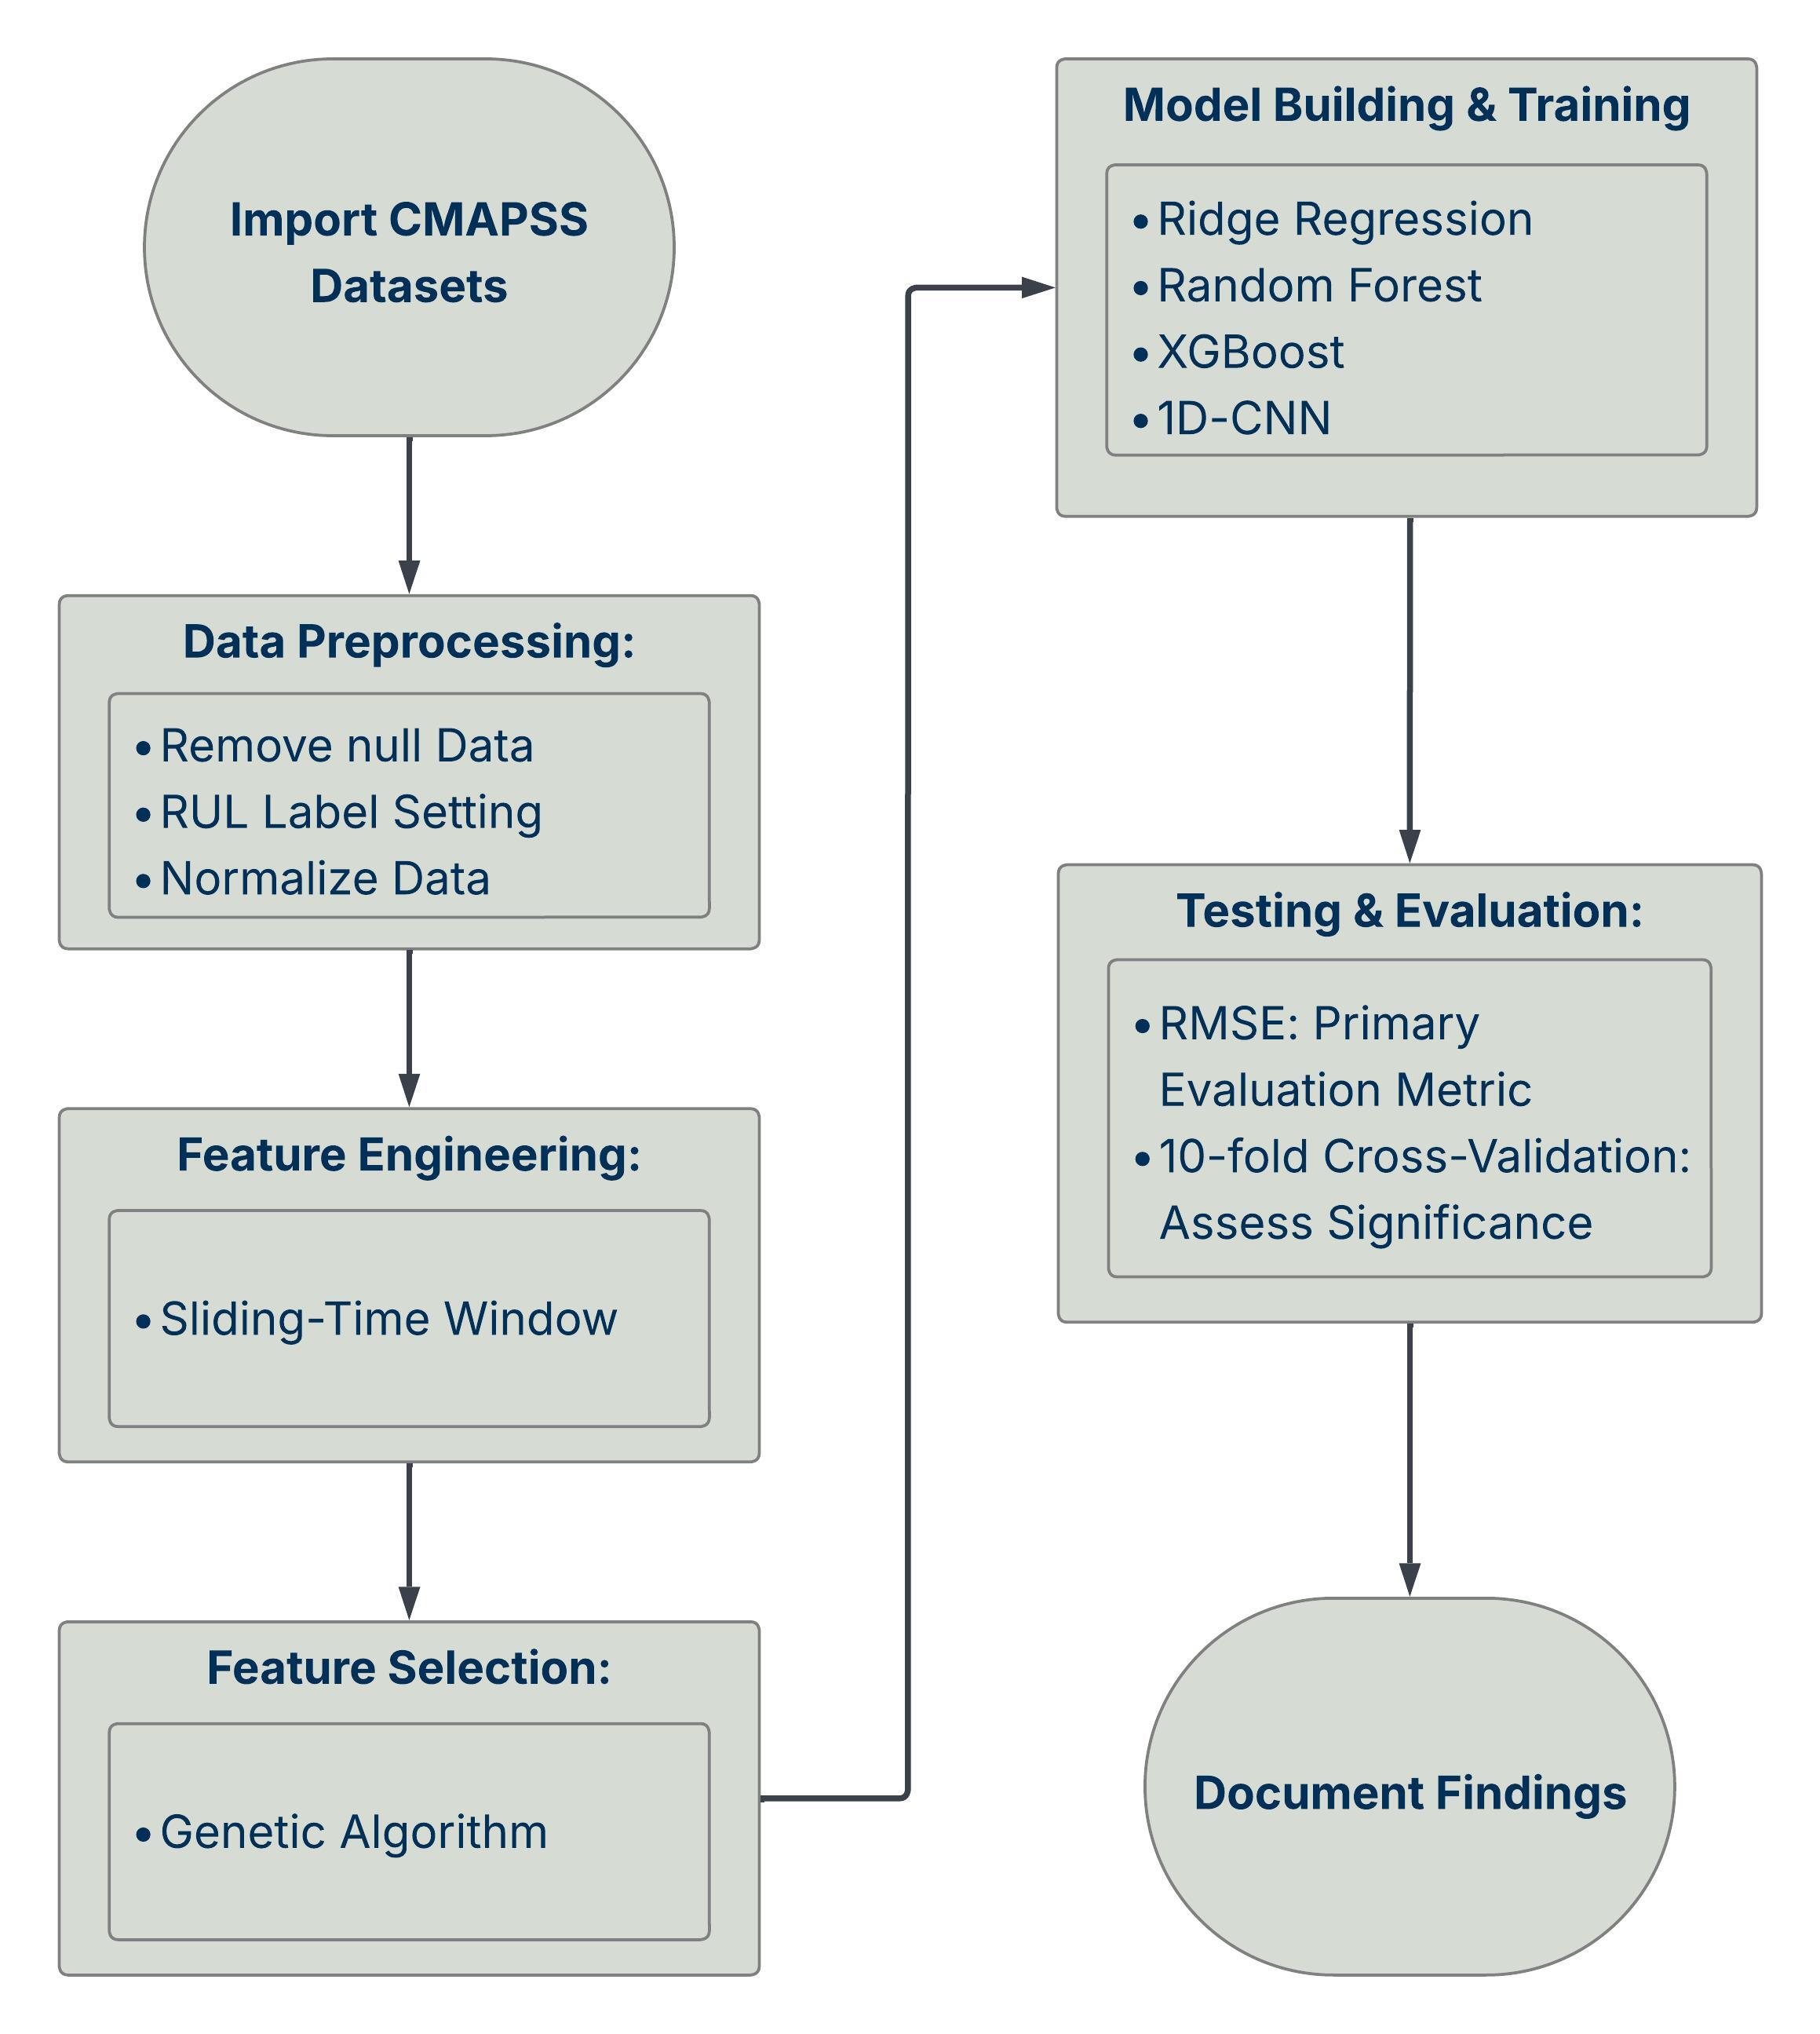 Import CMAPSS
Datasets
Data Preprocessing:
• Remove null Data
• RUL Label Setting
• Normalize Data
Feature Engineering:
• Sliding-Time Window
Feature Selection:
• Genetic Algorithm
Model Building & Training
• Ridge Regression
• Random Forest
• XGBoost
• 1D-CNN
Testing & Evaluation:
• RMSE: Primary
Evaluation Metric
• 10-fold Cross-Validation:
Assess Significance
Document Findings